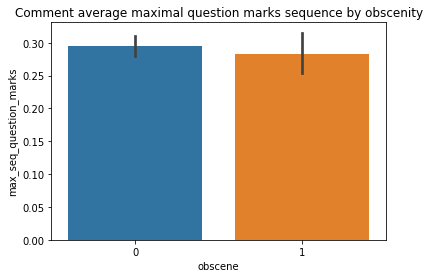 Comment average maximal question marks sequence by obscenity
max_seq_question_marks
0.30
0.25
0.20
0.15
0.10
0.05
0.00
0 1
obscene